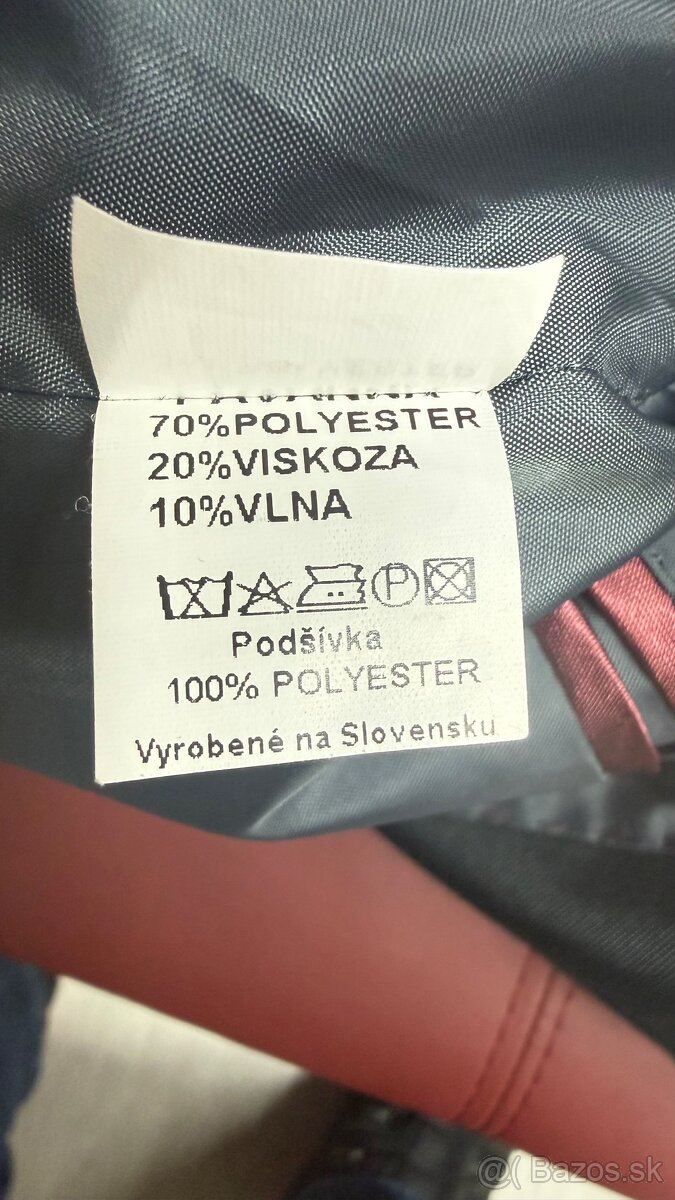 70%POLYESTER
20%VISKOZA
10%VLNA
P
Podšívka
100% POLYESTER
Vyrobené na Slovensku
@( Bazos.sk